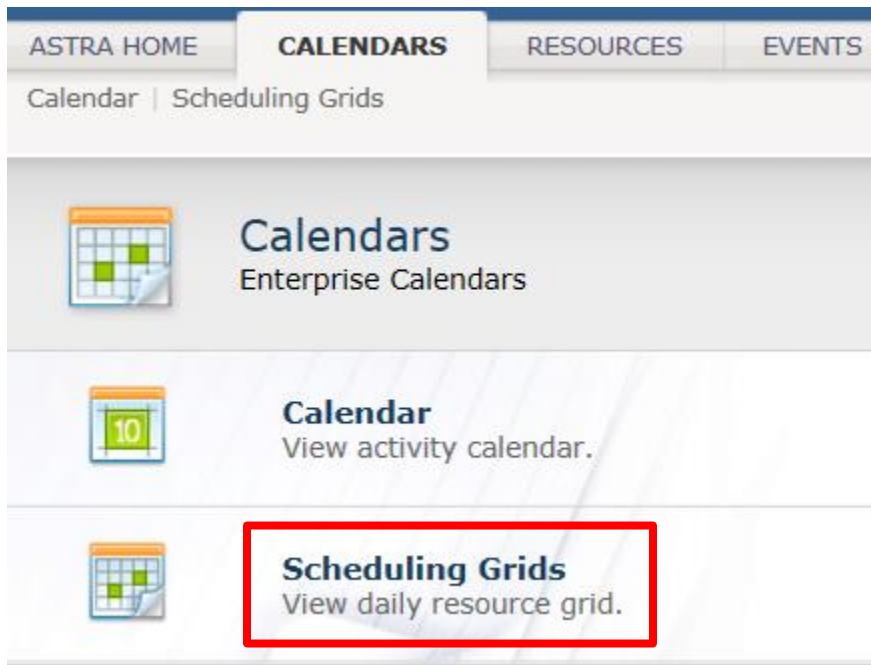 ASTRA HOME CALENDARS RESOURCES EVENTS
Calendar | Scheduling Grids
Calendars
Enterprise Calendars
10
Calendar
View activity calendar.
Scheduling Grids
View daily resource grid.